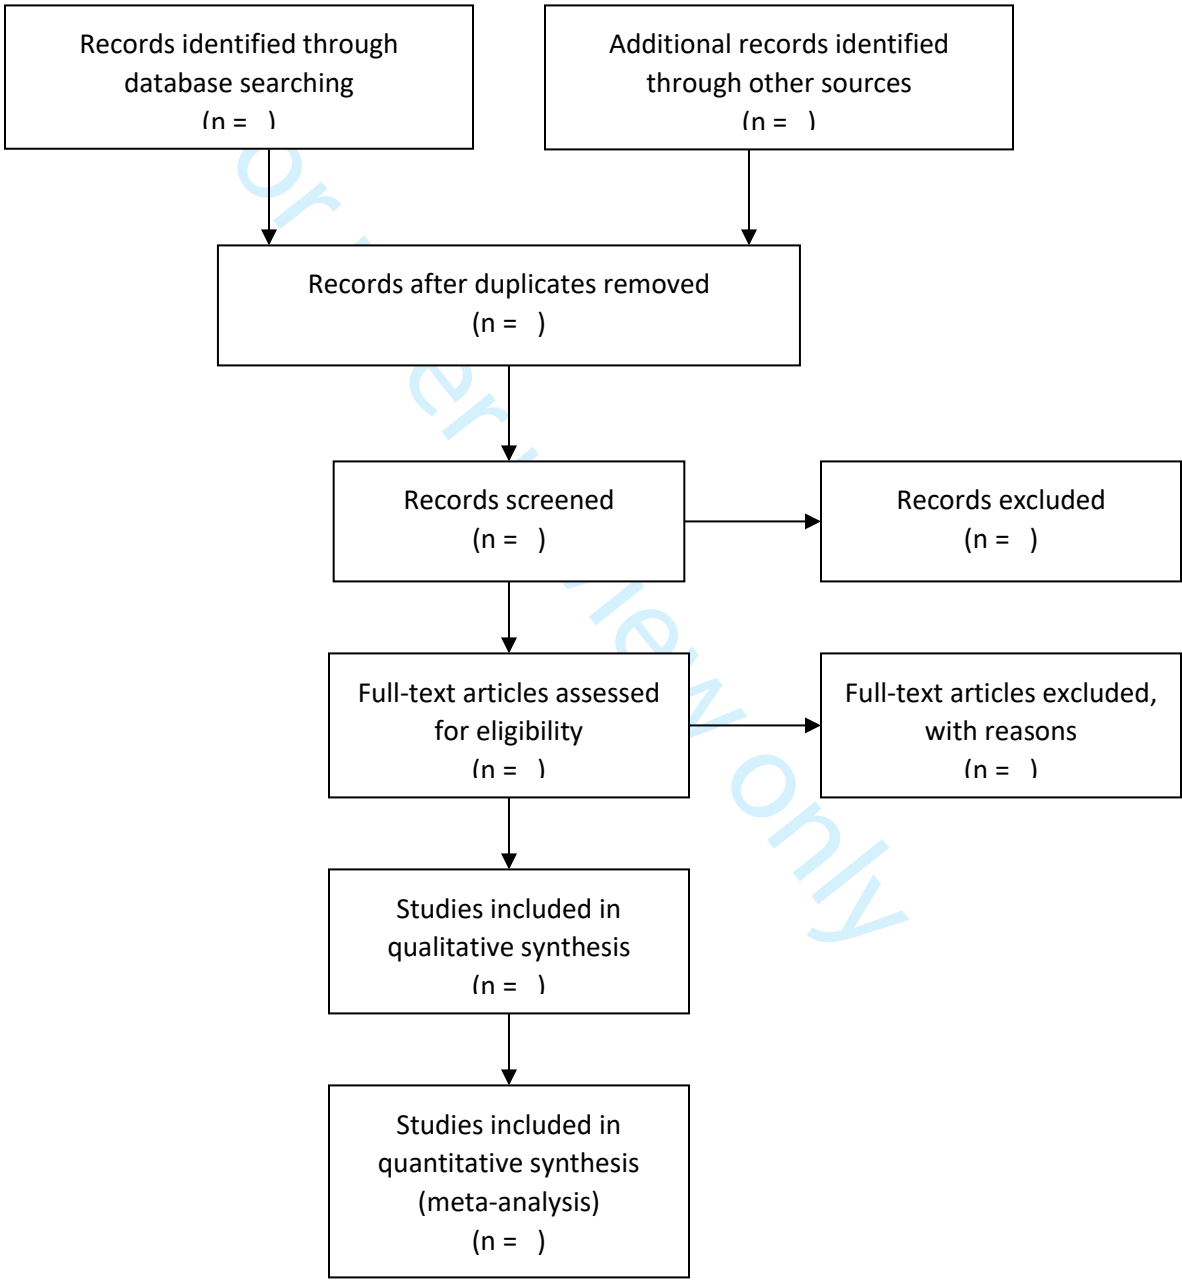 Records identified through
database searching
(n =   )
Additional records identified
through other sources
(n =   )
Records after duplicates removed
(n =   )
Records screened
(n =   )
Records excluded
(n =   )
Full-text articles assessed
for eligibility
(n =   )
Full-text articles excluded,
with reasons
(n =   )
Studies included in
qualitative synthesis
(n =   )
Studies included in
quantitative synthesis
(meta-analysis)
(n =   )
only